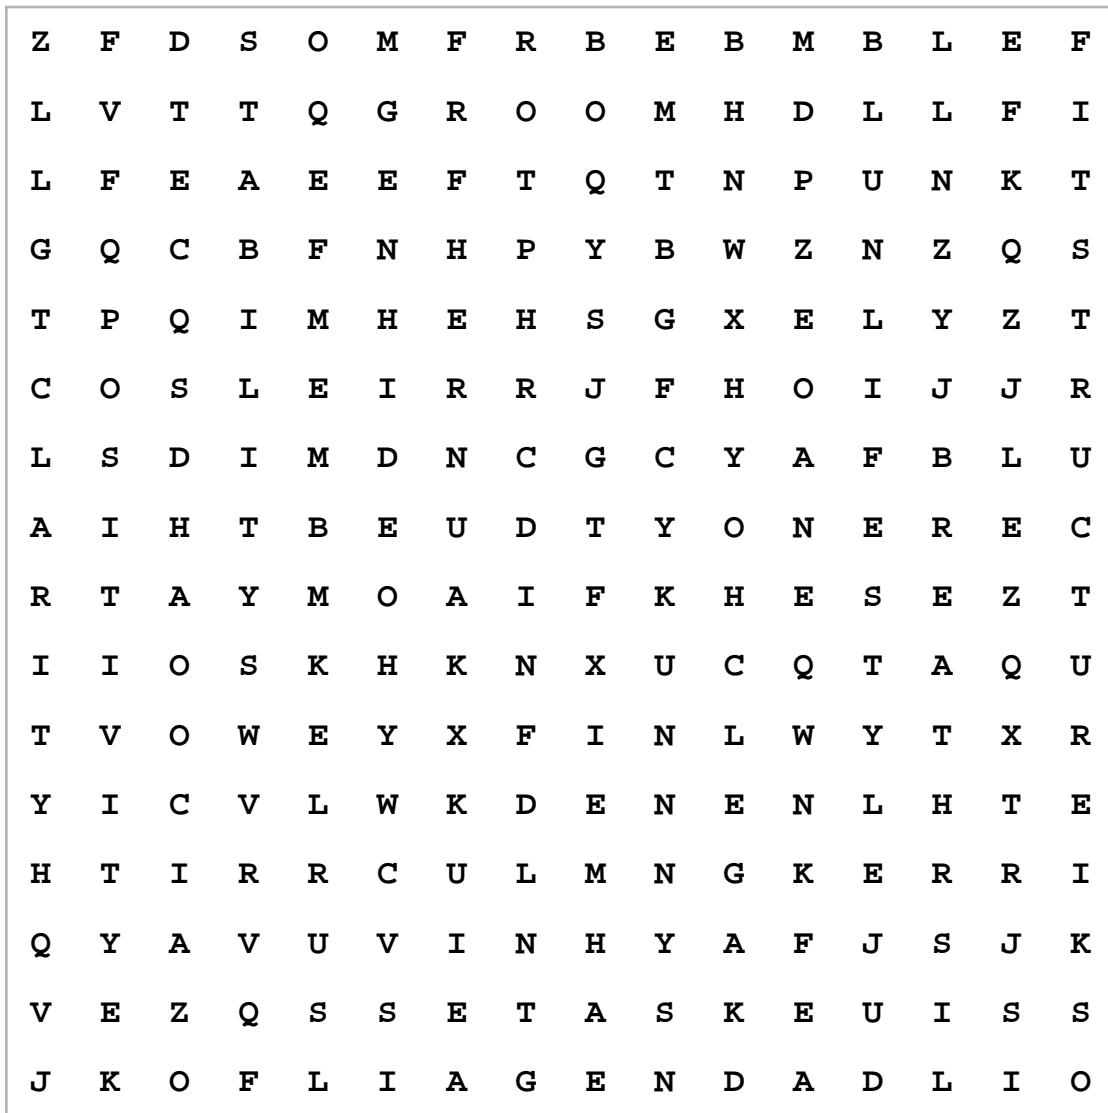 Z F D S O M F R B E B M B L E F
L V T T Q G R O O M H D L L F I
L F E A E E F T Q T N P U N K T
G Q C B F N H P Y B W Z N Z Q S
T P Q I M H E H S G X E L Y Z T
C O S L E I R R J F H O I J J R
L S D I M D N C G C Y A F B L U
A I H T B E U D T Y O N E R E C
R T A Y M O A I F K H E S E Z T
I I O S K H K N X U C Q T A Q U
T V O W E Y X F I N L W Y T X R
Y I C V L W K D E N E N L H T E
H T I R R C U L M N G K E R R I
Q Y A V U V I N H Y A F J S J K
V E Z Q S S E T A S K E U I S S
J K O F L I A G E N D A D L I O